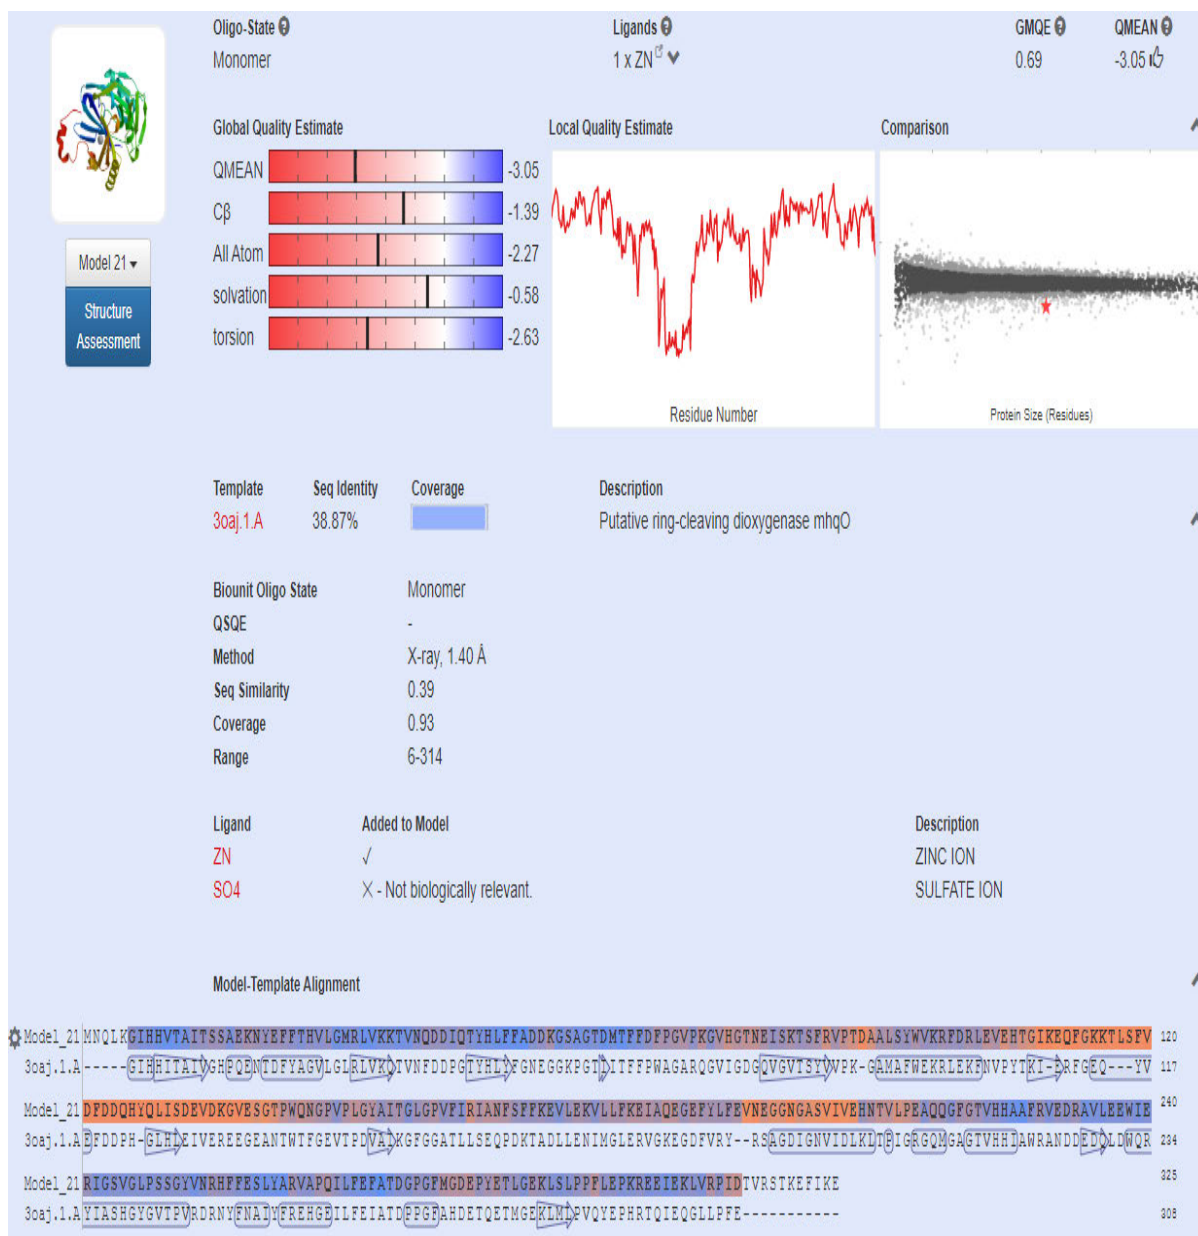 Oligo-State Ligands GMQE QMEAN
Monomer 1 x ZN 0.69 -3.05
Global Quality Estimate Local Quality Estimate Comparison
QMEAN -3.05
Cβ -1.39
All Atom -2.27
solvation -0.58
torsion -2.63
Model 21
Structure
Assessment
Residue Number Protein Size (Residues)
Template Seq Identity Coverage Description
3oaj.1.A 38.87% Putative ring-cleaving dioxygenase mhqO
Biounit Oligo State Monomer
QSQE -
Method X-ray, 1.40 Å
Seq Similarity 0.39
Coverage 0.93
Range 6-314
Ligand Added to Model Description
ZN √ ZINC ION
SO4 X - Not biologically relevant. SULFATE ION
Model-Template Alignment
Model_21 MNQLKGIHHVTAITSSAEKNYEFFTHVLGMRLVKKTVNQDDIQTYHLFFADDKGSAGTDMTFFDFPGVPKGVHGTNEISKTSFRVPTDAALSYWVKRFDRLEVEHTGIKEQFGKKTLSFV 120
3oaj.1.A -----GIHHITAIVGHPQENTDFYAGVLGLRLVKQTVNFDDPGTYHLYFGNEGGKPGTDITFFPWAGARQGVIGDGQVGVTSYVVPK-GAMAFWEKRLEKFNVPYTKI-ERFGEQ---YV 117
Model_21 DFDDQHYQLISDEVDKGVESGTPWQNGPVPLGYAITGLGPVFIRIANFSFFKEVLEKVLLFKEIAQEGEFYLFEVNEGGNGASVIVEHNTVLPEAQQGFGTVHHAAFRVEDRAVLEEWIE 240
3oaj.1.A EFDDPH-GLHLEIVEREEGEANTWTFGEVTPDVAIKGFGGATLLSEQPDKTADLLENIMGLERVGKEGDFVRY--RSAGDIGNVIDLKLTPIGRGQMGAGTVHHIAWRANDDEDQLDWQR 234
Model_21 RIGSVGLPSSGYVNRHFFESLYARVAPQILFEFATDGPGFMGDEPYETLGEKLSLPPFLEPKREEIEKLVRPIDTVRSTKEFIKE 325
3oaj.1.A YIASHGYGVTPVRDRNYFNAIYFREHGEILFEIATDPPGFAHDETQETMGEKLMLPVQYEPHRTQIEQGLLPFE----------- 308